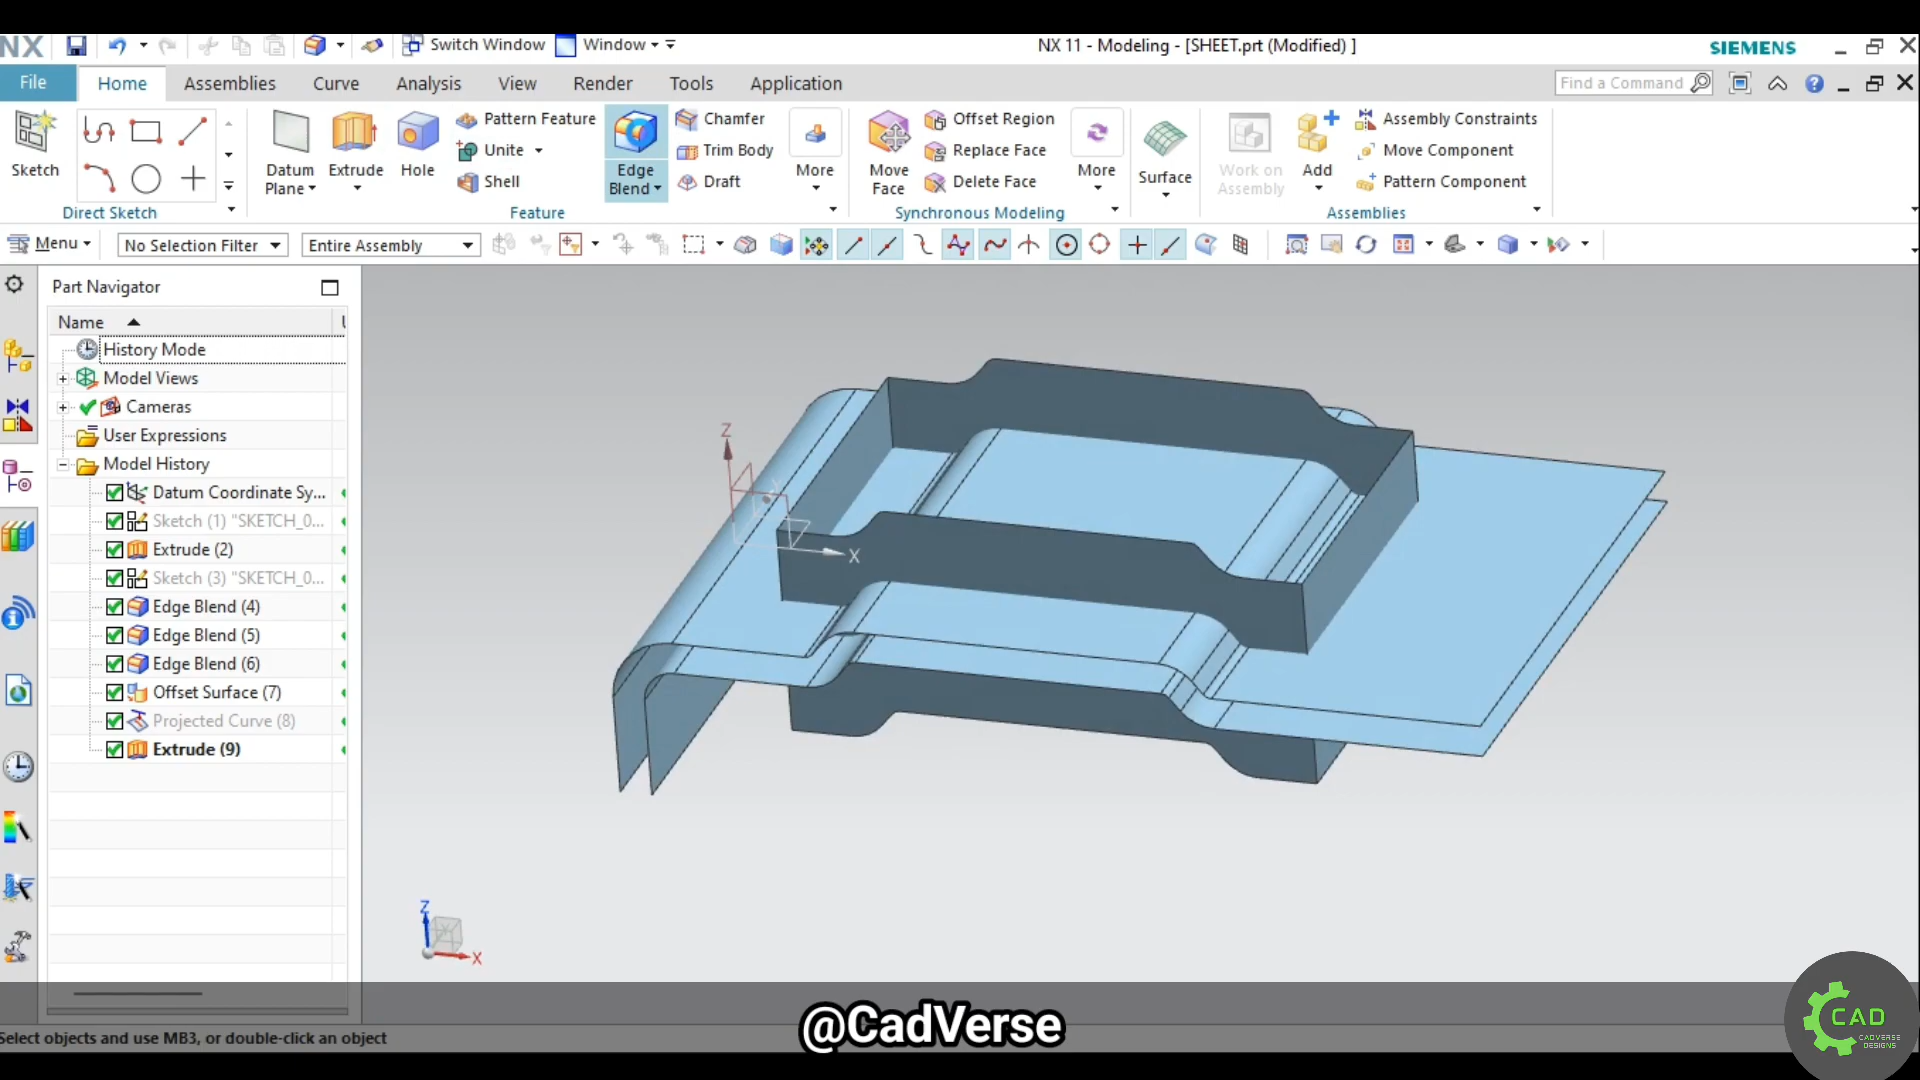 NX
Switch Window
Window
NX 11 - Modeling - [SHEET.prt (Modified) ]
SIEMENS
File
Home
Assemblies
Curve
Analysis
View
Render
Tools
Application
Find a Command
Sketch
Direct Sketch
Datum Plane
Extrude
Hole
Pattern Feature
Unite
Shell
Edge Blend
Chamfer
Trim Body
Draft
More
Feature
Move Face
Offset Region
Replace Face
Delete Face
More
Synchronous Modeling
Surface
Work on Assembly
Add
Assembly Constraints
Move Component
Pattern Component
Assemblies
Menu
No Selection Filter
Entire Assembly
Part Navigator
Name
History Mode
Model Views
Cameras
User Expressions
Model History
Datum Coordinate Sy...
Sketch (1) "SKETCH_0...
Extrude (2)
Sketch (3) "SKETCH_0...
Edge Blend (4)
Edge Blend (5)
Edge Blend (6)
Offset Surface (7)
Projected Curve (8)
Extrude (9)
Z
Y
X
Z
X
Select objects and use MB3, or double-click an object
@CadVerse
CAD
CADVERSE
DESIGNS